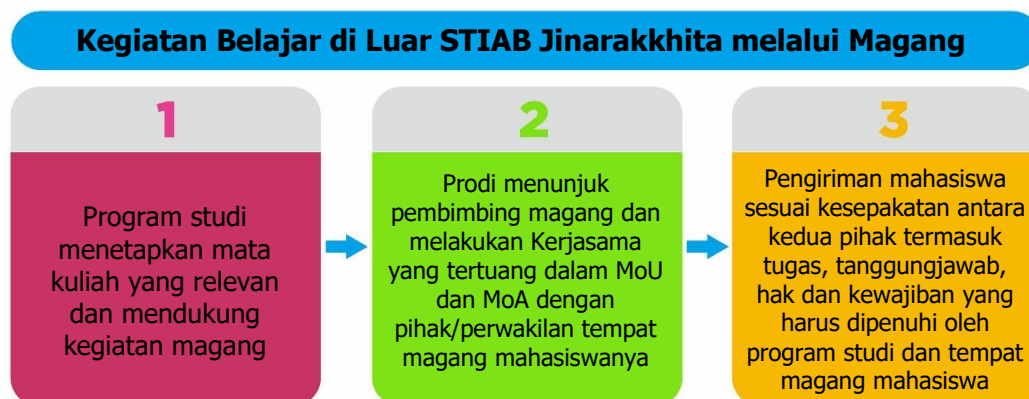 Kegiatan Belajar di Luar STIAB Jinarakkhita melalui Magang
1
Program studi
menetapkan mata
kuliah yang relevan
dan mendukung
kegiatan magang
2
Prodi menunjuk
pembimbing magang dan
melakukan Kerjasama
yang tertuang dalam MoU
dan MoA dengan
pihak/perwakilan tempat
magang mahasiswanya
3
Pengiriman mahasiswa
sesuai kesepakatan antara
kedua pihak termasuk
tugas, tanggungjawab,
hak dan kewajiban yang
harus dipenuhi oleh
program studi dan tempat
magang mahasiswa